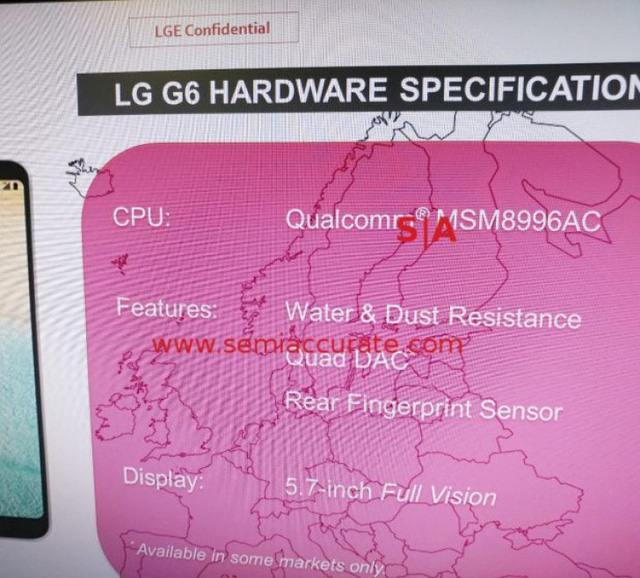 LGE Confidential
LG G6 HARDWARE SPECIFICATION
CPU: Qualcomm® MSM8996AC
S|A
Features: Water & Dust Resistance
www.semiaccurate.com
Quad DAC
Rear Fingerprint Sensor
Display: 5.7-inch Full Vision
* Available in some markets only.